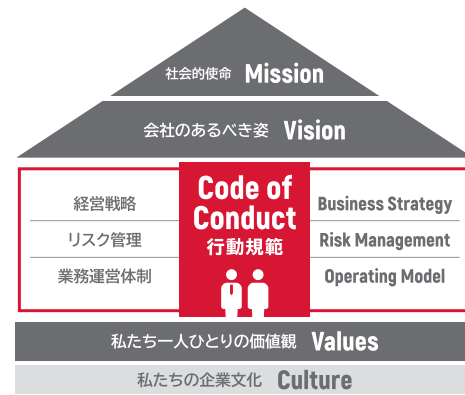 社会的使命 Mission
会社のあるべき姿 Vision
Code of
Conduct
行動規範
経営戦略
リスク管理
業務運営体制
Business Strategy
Risk Management
Operating Model
私たち一人ひとりの価値観 Values
私たちの企業文化 Culture